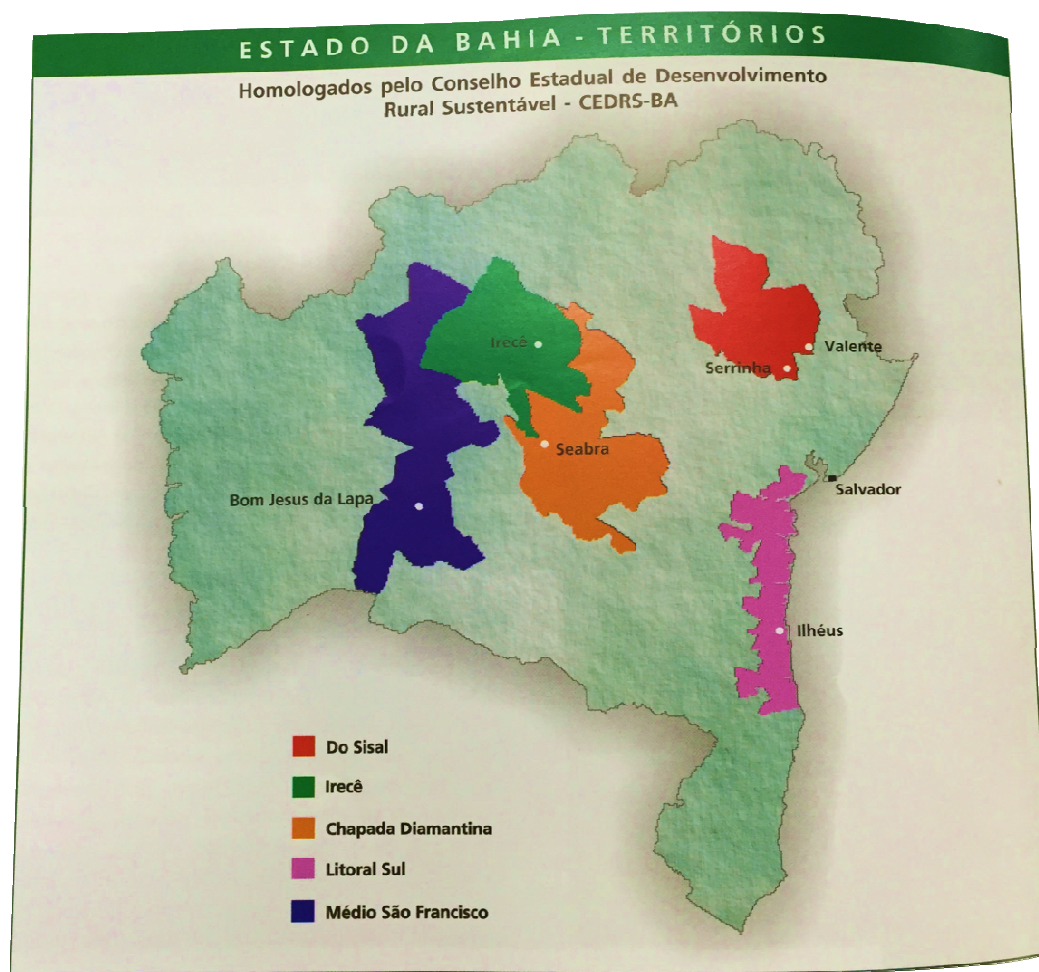 ESTADO DA BAHIA - TERRITÓRIOS
Homologados pelo Conselho Estadual de Desenvolvimento
Rural Sustentável - CEDRS-BA
Irecê
Valente
Serrinha
Seabra
Bom Jesus da Lapa
Salvador
Ilhéus
Do Sisal
Irecê
Chapada Diamantina
Litoral Sul
Médio São Francisco